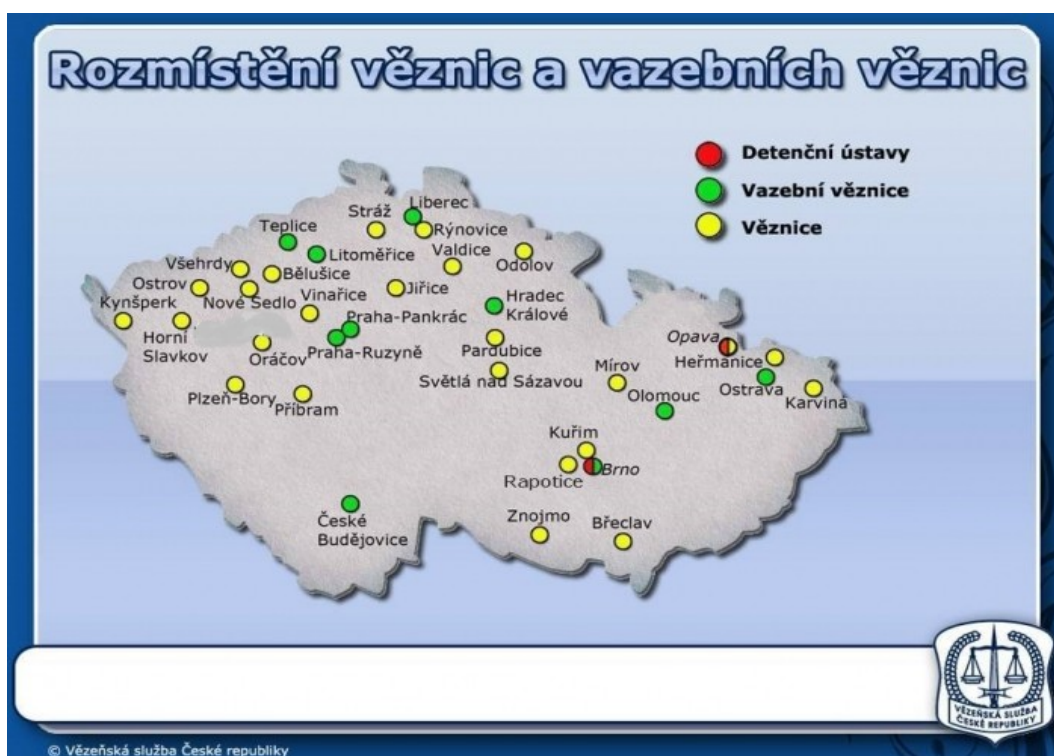 Rozmístění věznic a vazebních věznic
Detenční ústavy
Vazební věznice
Věznice
Liberec
Stráž
Rýnovice
Teplice
Litoměřice
Valdice
Odolov
Všehrdy
Bělušice
Ostrov
Nové Sedlo
Vinařice
Jiřice
Kynšperk
Praha-Pankrác
Hradec
Králové
Horní
Slavkov
Oráčov
Praha-Ruzyně
Pardubice
Opava
Heřmanice
Světlá nad Sázavou
Mírov
Ostrava
Karviná
Plzeň-Bory
Příbram
Olomouc
Kuřim
Brno
Rapotice
České
Budějovice
Znojmo
Břeclav
VĚZEŇSKÁ SLUŽBA
ČESKÉ REPUBLIKY
© Vězeňská služba České republiky